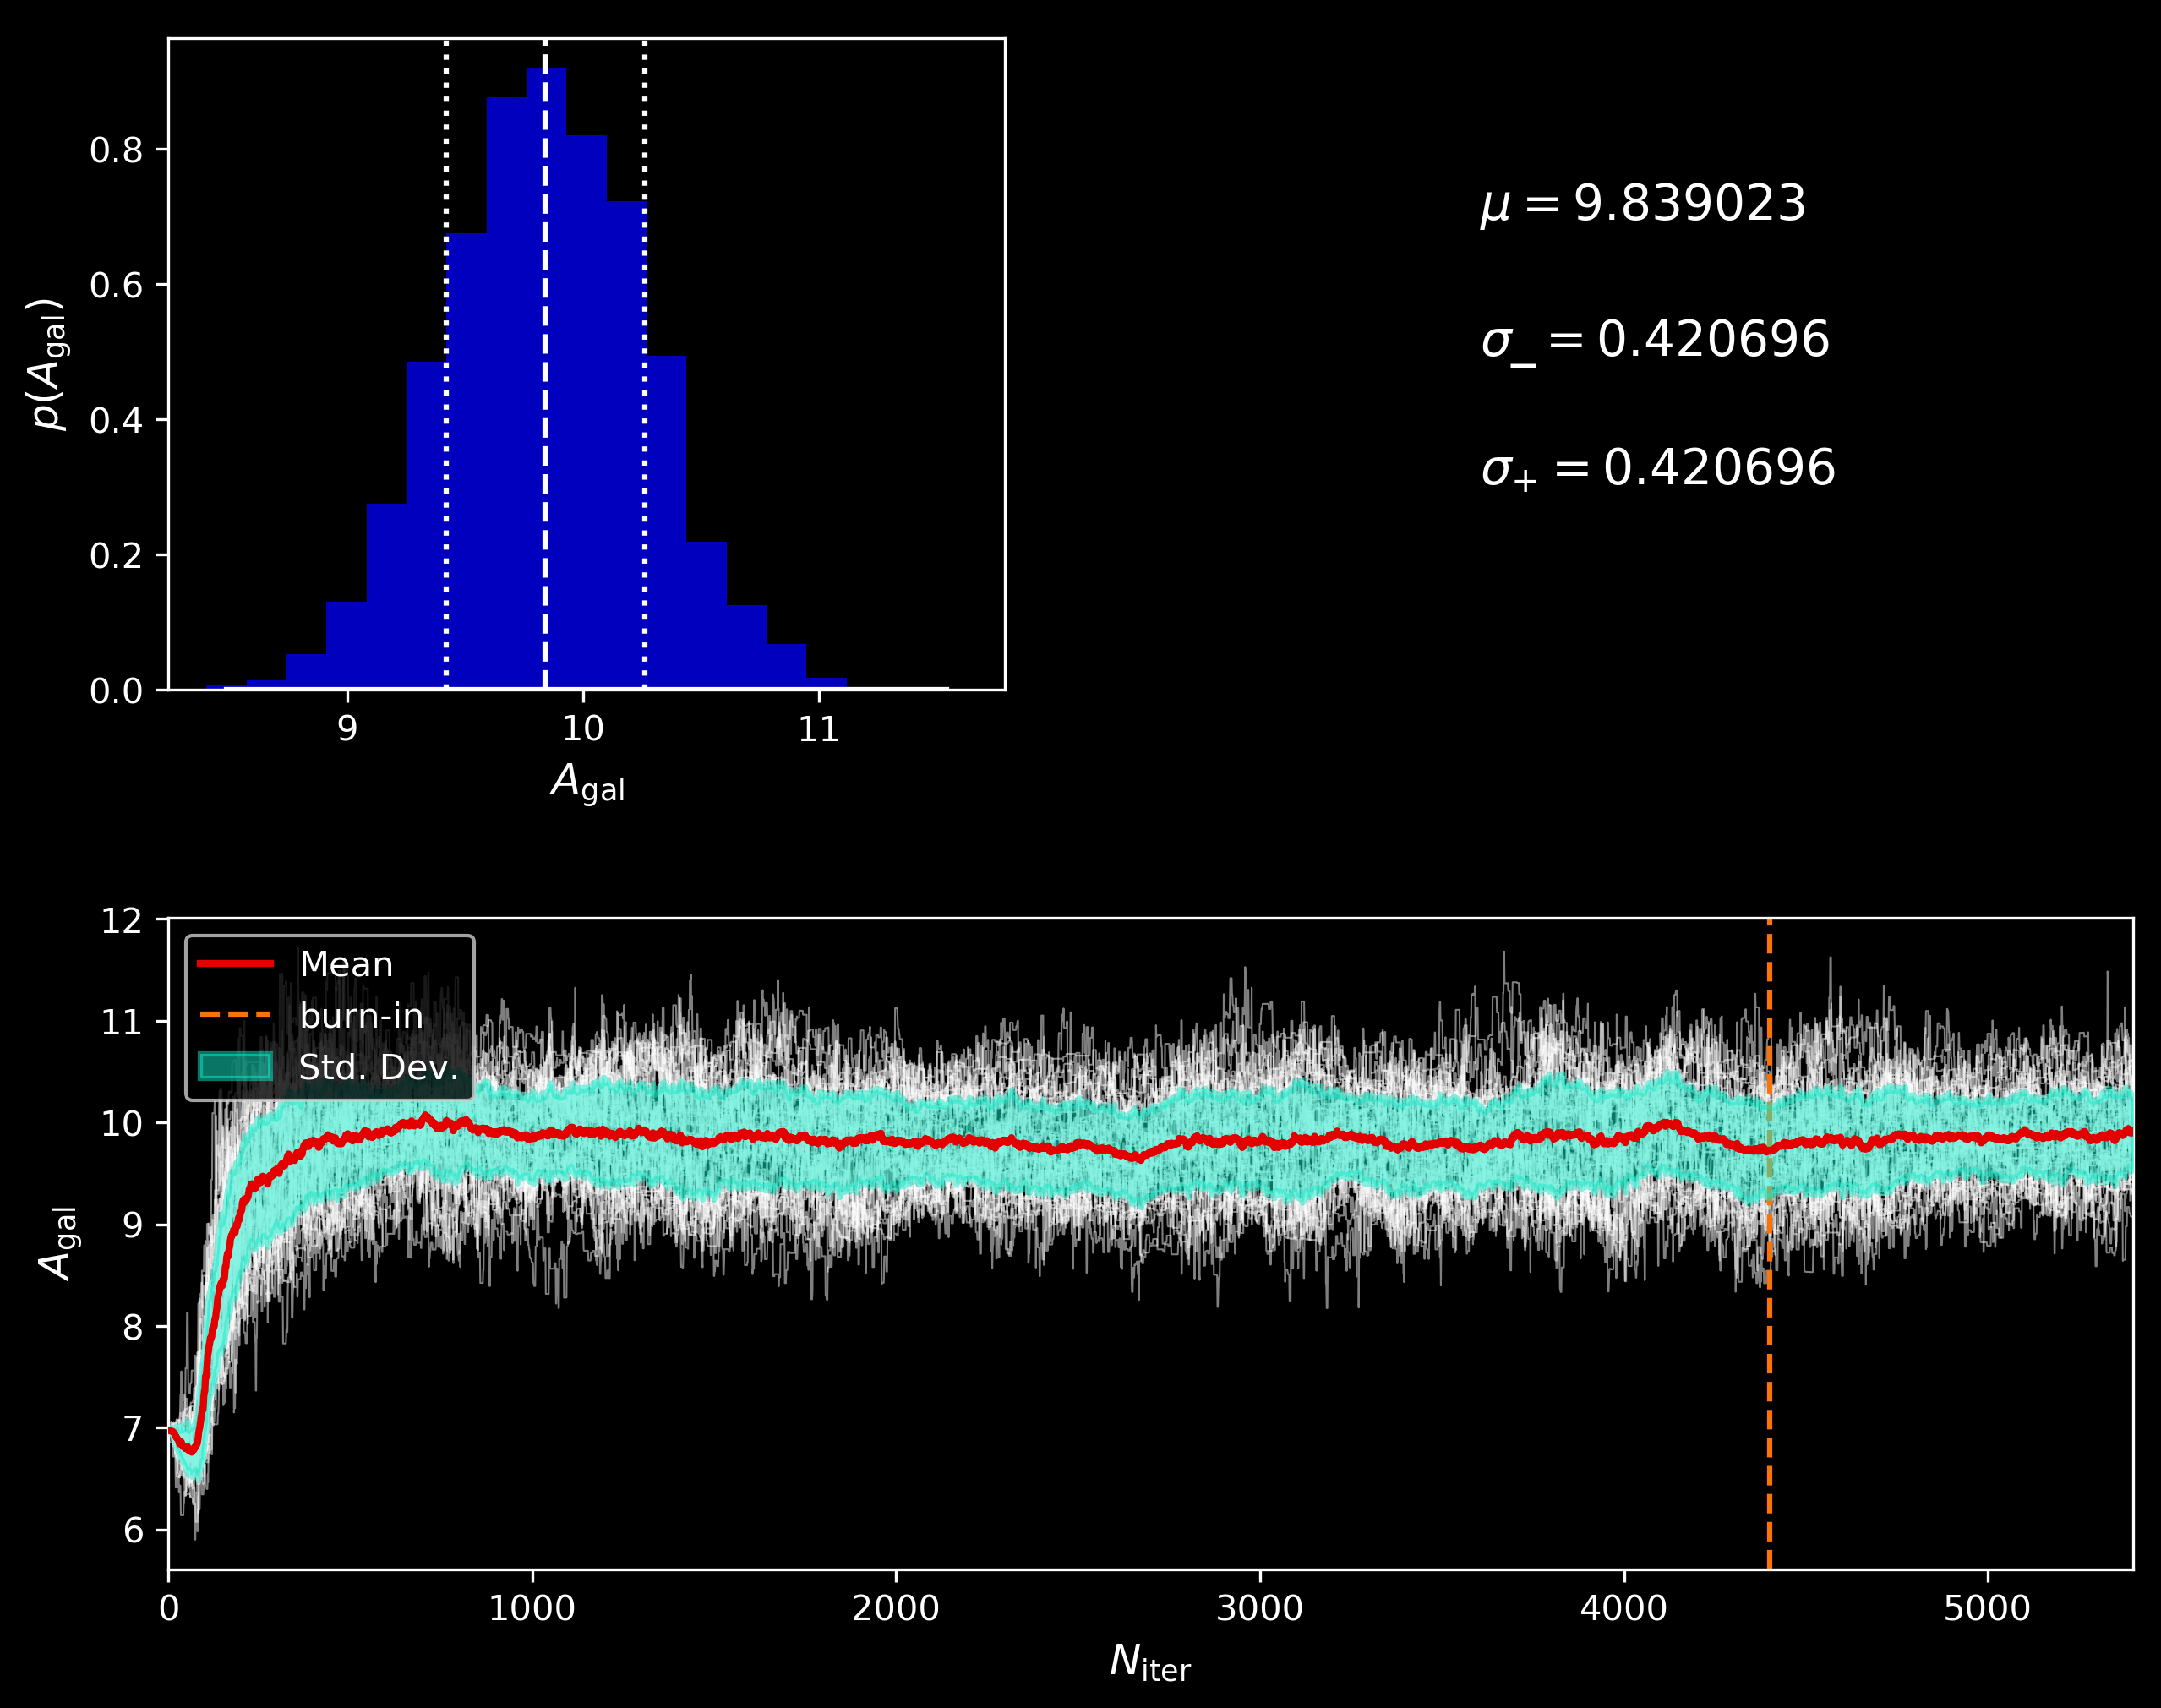 0.8
0.6
0.4
0.2
0.0
p(A_gal)
9 10 11
A_gal
μ = 9.839023
σ_− = 0.420696
σ_+ = 0.420696
12
11
10
9
8
7
6
A_gal
Mean
burn-in
Std. Dev.
0 1000 2000 3000 4000 5000
N_iter